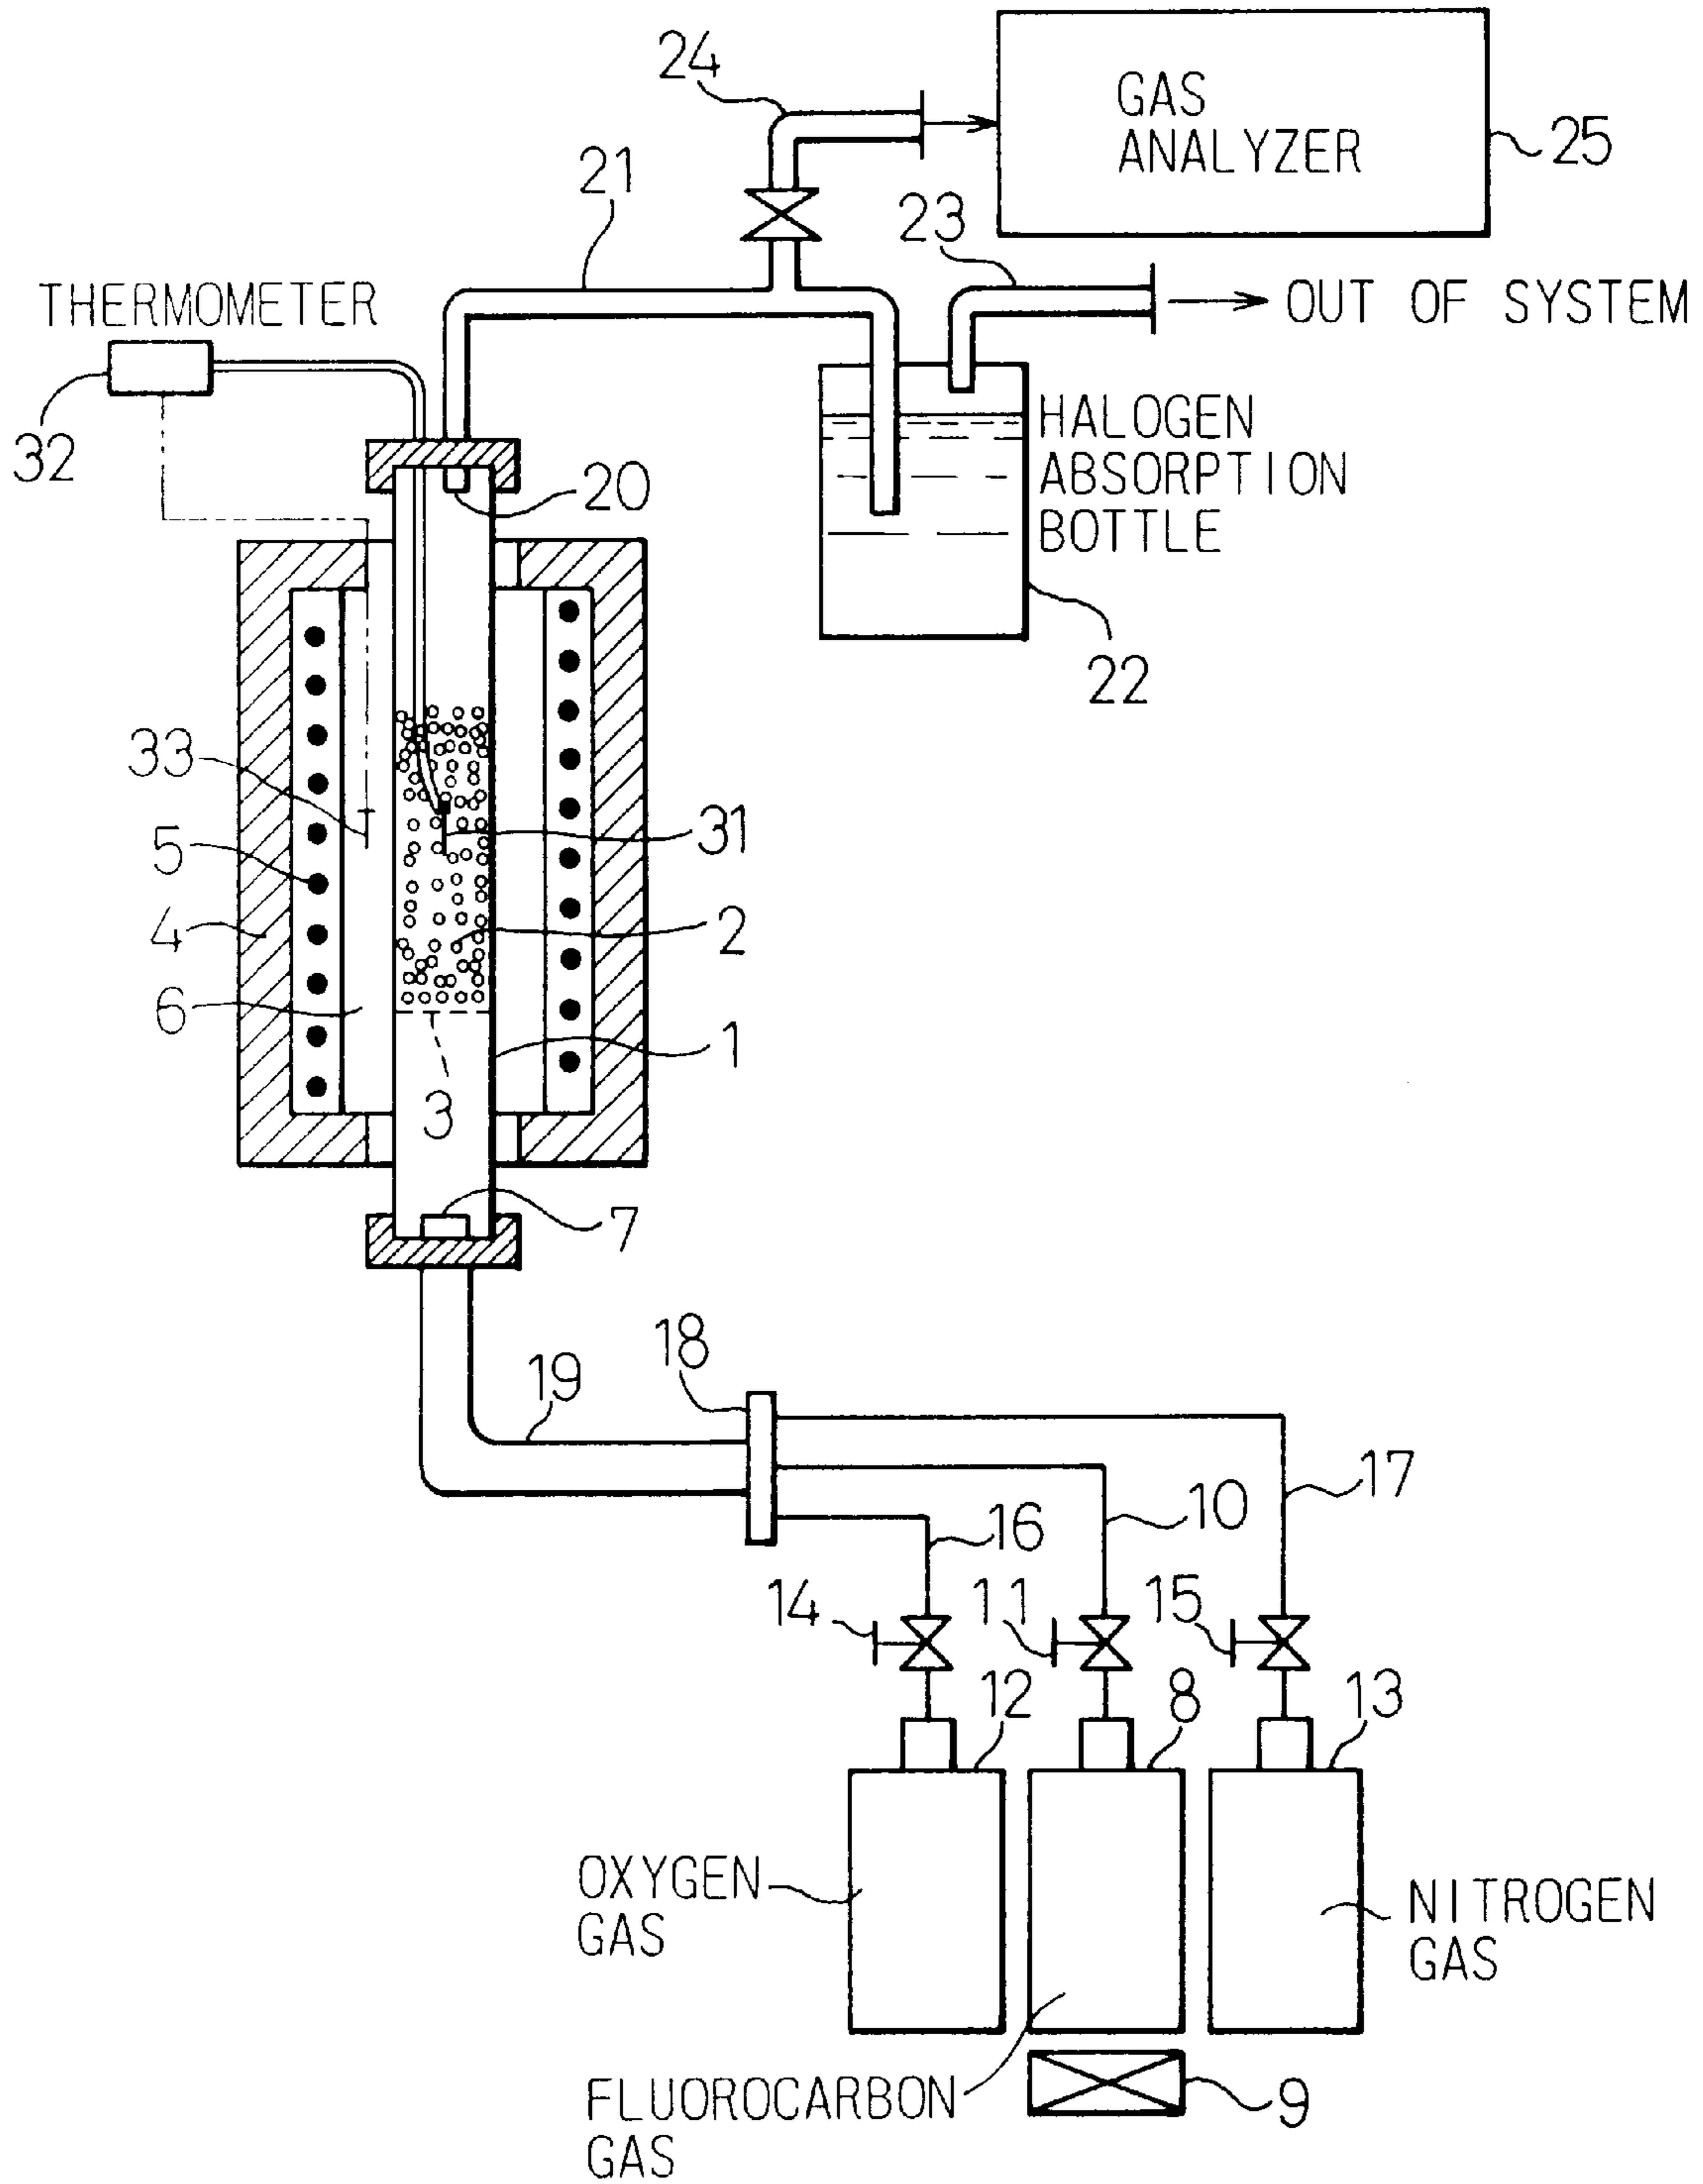 24
GAS
ANALYZER
25
21
23
THERMOMETER
OUT OF SYSTEM
32
20
HALOGEN
ABSORPTION
BOTTLE
22
33
5
31
4
2
6
1
3
7
18
19
17
10
16
14
11
15
12
8
13
OXYGEN
GAS
NITROGEN
GAS
FLUOROCARBON
GAS
9